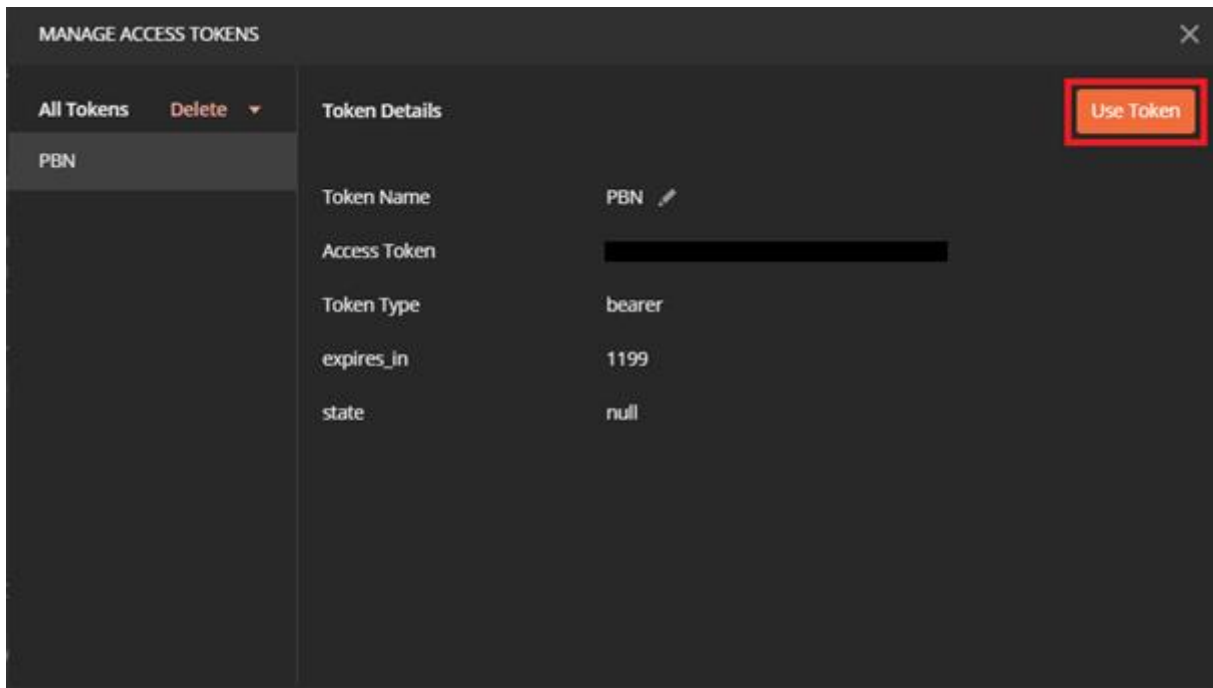 MANAGE ACCESS TOKENS
All Tokens Delete
Token Details
Use Token
PBN
Token Name PBN
Access Token
Token Type bearer
expires_in 1199
state null